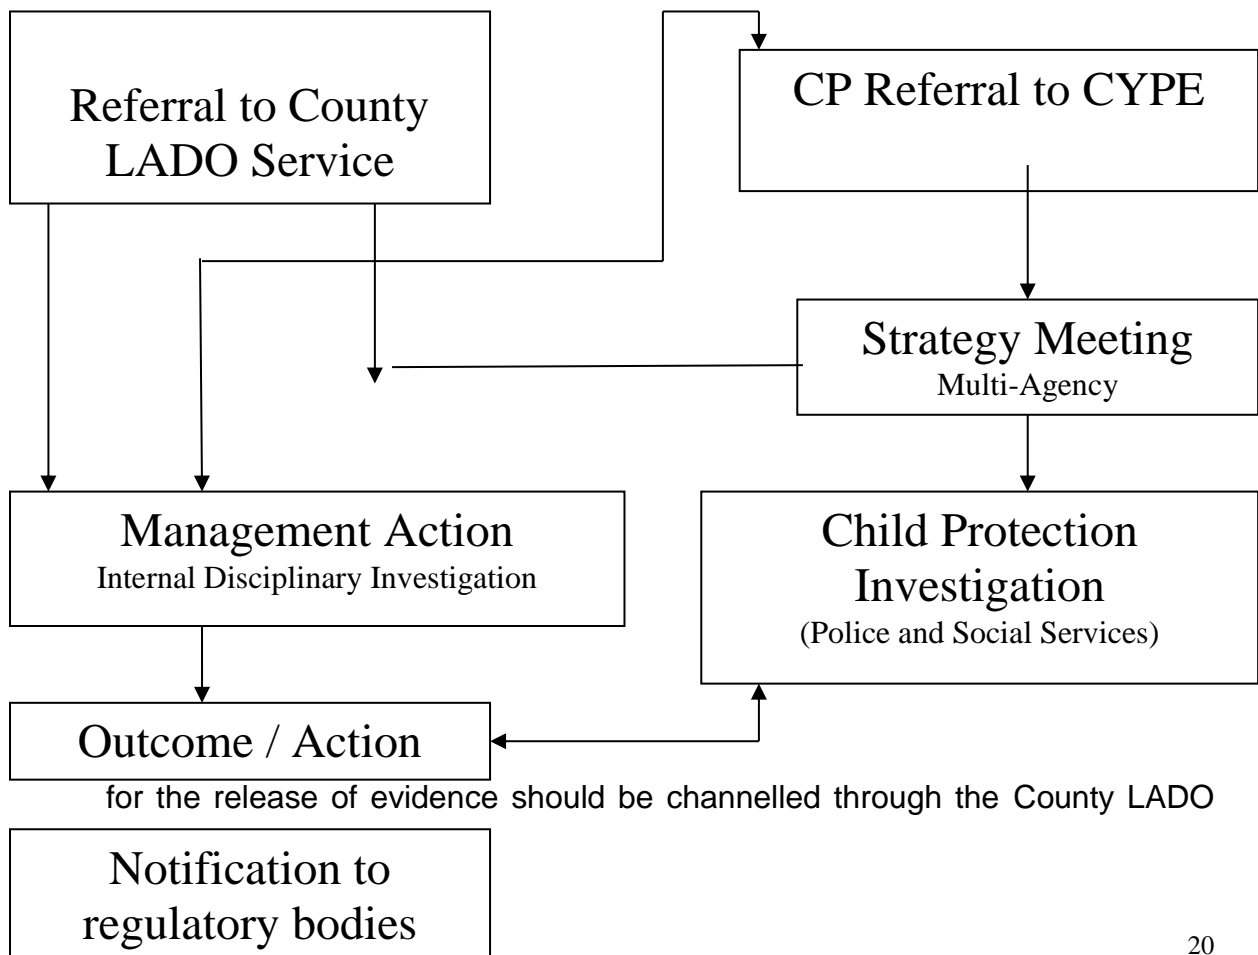 Referral to County
LADO Service
CP Referral to CYPE
Strategy Meeting
Multi-Agency
Management Action
Internal Disciplinary Investigation
Child Protection
Investigation
(Police and Social Services)
Outcome / Action
for the release of evidence should be channelled through the County LADO
Notification to
regulatory bodies
20